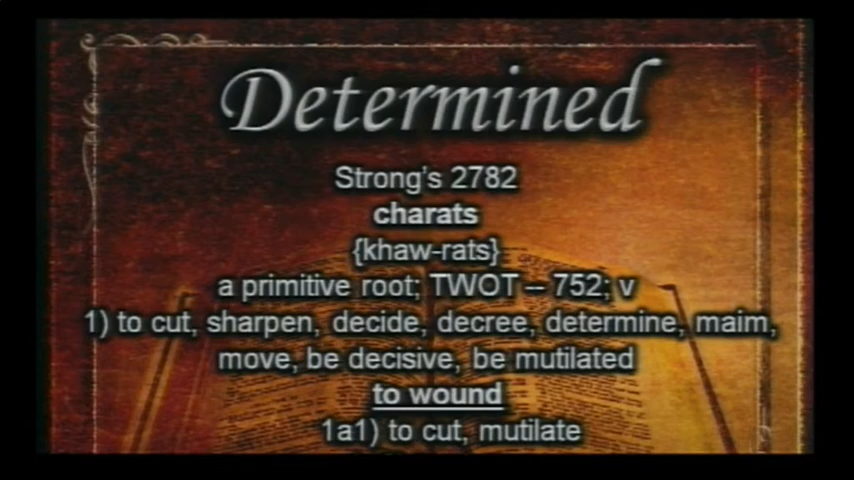 Determined
Strong's 2782
charats
{khaw-rats}
a primitive root; TWOT – 752; v
1) to cut, sharpen, decide, decree, determine, maim,
move, be decisive, be mutilated
to wound
1a1) to cut, mutilate